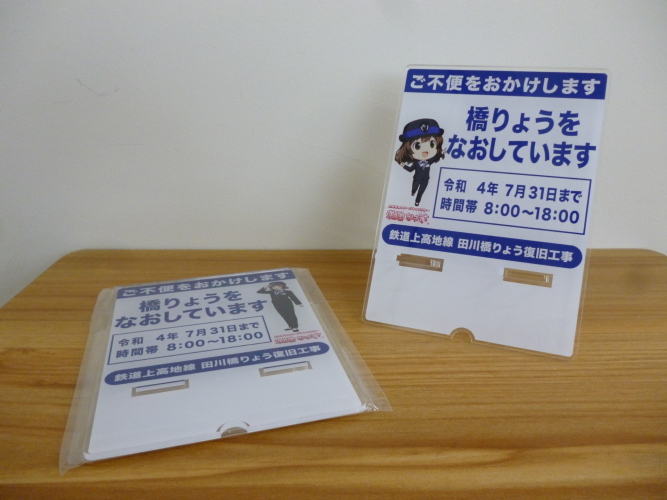 ご不便をおかけします
橋りょうを
なおしています
令和 4年 7月31日まで
時間帯 8:00〜18:00
鉄道上高地線 田川橋りょう復旧工事
ご不便をおかけします
橋りょうを
なおしています
令和 4年 7月31日まで
時間帯 8:00〜18:00
鉄道上高地線 田川橋りょう復旧工事